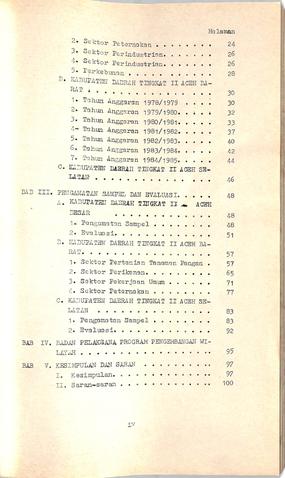 Halaman
2. Sektor Peternakan . . . . . . . . 24
3. Sektor Perindustrian. . . . . . . 26
4. Sektor Perindustrian. . . . . . . 26
5. Perkebunan . . . . . . . . . . . 28
B. KABUPATEN DAERAH TINGKAT II ACEH BA-
RAT . . . . . . . . . . . . . . . . 30
1. Tahun Anggaran 1978/1979 . . . . 30
2. Tahun Anggaran 1979/1980. . . . . 32
3. Tahun Anggaran 1980/1981. . . . . 33
4. Tahun Anggaran 1981/1982. . . . . 37
5. Tahun Anggaran 1982/1983. . . . . 40
6. Tahun Anggaran 1983/1984. . . . . 42
7. Tahun Anggaran 1984/1985. . . . . 44
C. KABUPATEN DAERAH TINGKAT II ACEH SE-
LATAN . . . . . . . . . . . . . . . 46
BAB III. PENGAMATAN SAMPEL DAN EVALUASI. . . . . 48
A. KABUPATEN DAERAH TINGKAT II ACEH
BESAR . . . . . . . . . . . . . 48
1. Pengamatan Sampel . . . . . . . . 48
2. Evaluasi. . . . . . . . . . . . . 51
B. KABUPATEN DAERAH TINGKAT II ACEH BA-
RAT. . . . . . . . . . . . . . . . . 57
1. Sektor Pertanian Tanaman Pangan . 57
2. Sektor Perikanan. . . . . . . . . 65
3. Sektor Pekerjaan Umum . . . . . . 71
4. Sektor Peternakan . . . . . . . . 77
C. KABUPATEN DAERAH TINGKAT II ACEH SE-
LATAN . . . . . . . . . . . . . . . 83
1. Pengamatan Sampel . . . . . . . . 83
2. Evaluasi. . . . . . . . . . . . . 92
BAB IV. BADAN PELAKSANA PROGRAM PENGEMBANGAN WI-
LAYAH . . . . . . . . . . . . . . . . . 95
BAB V. KESIMPULAN DAN SARAN . . . . . . . . . . 97
I. Kesimpulan. . . . . . . . . . . . . 97
II. Saran-saran . . . . . . . . . . . . 100
iv